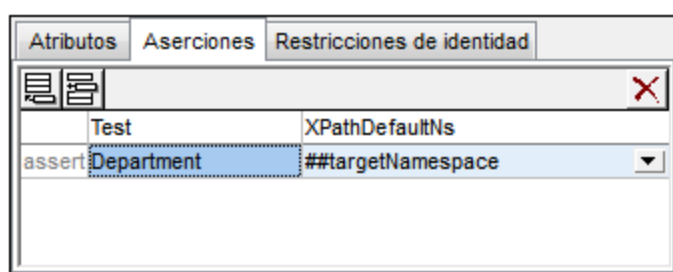 Atributos Aserciones Restricciones de identidad
Test XPathDefaultNs
assert Department ##targetNamespace